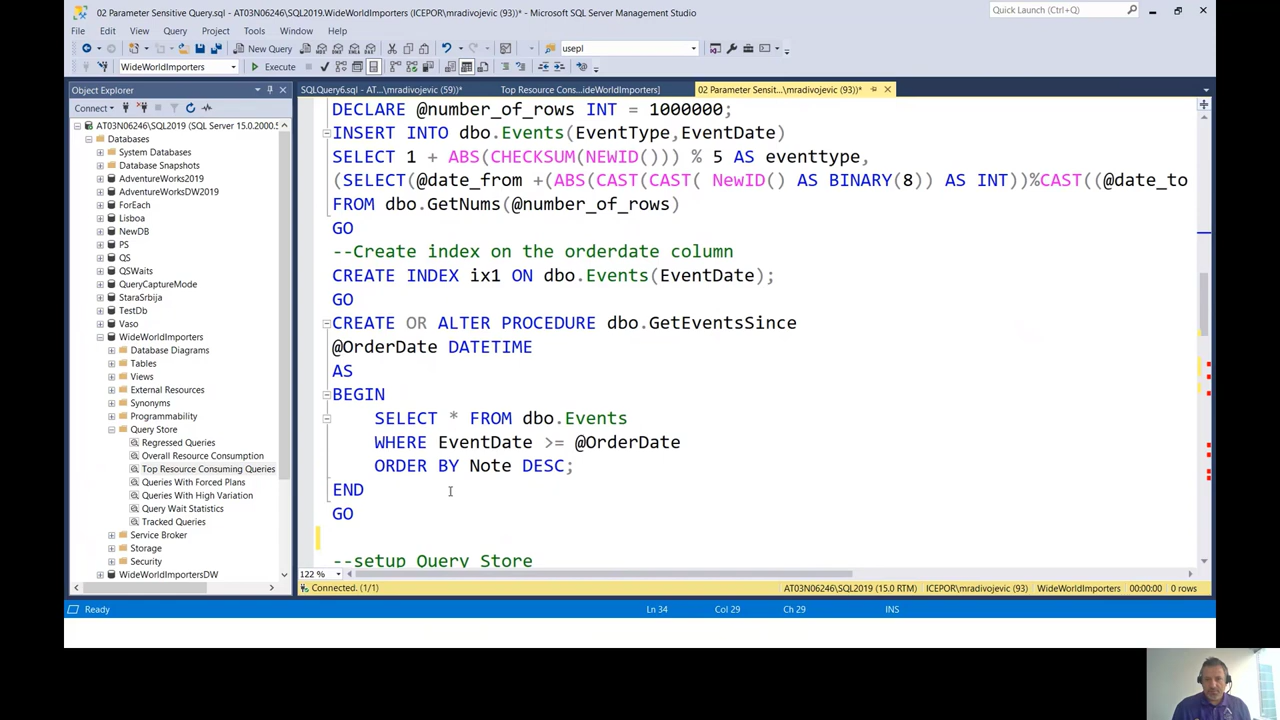 02 Parameter Sensitive Query.sql - AT03N06246\SQL2019.WideWorldImporters (ICEPOR\mradivojevic (93))* - Microsoft SQL Server Management Studio
Quick Launch (Ctrl+Q)
File Edit View Query Project Tools Window Help
New Query
usepl
WideWorldImporters
Execute
Object Explorer
SQLQuery6.sql - AT...\mradivojevic (59))*
Top Resource Cons...ideWorldImporters]
02 Parameter Sensit...\mradivojevic (93))*
Connect
AT03N06246\SQL2019 (SQL Server 15.0.2000.5
Databases
System Databases
Database Snapshots
AdventureWorks2019
AdventureWorksDW2019
ForEach
Lisboa
NewDB
PS
QS
QSWaits
QueryCaptureMode
StaraSrbija
TestDb
Vaso
WideWorldImporters
Database Diagrams
Tables
Views
External Resources
Synonyms
Programmability
Query Store
Regressed Queries
Overall Resource Consumption
Top Resource Consuming Queries
Queries With Forced Plans
Queries With High Variation
Query Wait Statistics
Tracked Queries
Service Broker
Storage
Security
WideWorldImportersDW
DECLARE @number_of_rows INT = 1000000;
INSERT INTO dbo.Events(EventType,EventDate)
SELECT 1 + ABS(CHECKSUM(NEWID())) % 5 AS eventtype,
(SELECT(@date_from +(ABS(CAST(CAST( NewID() AS BINARY(8)) AS INT))%CAST((@date_to
FROM dbo.GetNums(@number_of_rows)
GO
--Create index on the orderdate column
CREATE INDEX ix1 ON dbo.Events(EventDate);
GO
CREATE OR ALTER PROCEDURE dbo.GetEventsSince
@OrderDate DATETIME
AS
BEGIN
SELECT * FROM dbo.Events
WHERE EventDate >= @OrderDate
ORDER BY Note DESC;
END
GO
--setup Query Store
122 %
Connected. (1/1)
AT03N06246\SQL2019 (15.0 RTM)
ICEPOR\mradivojevic (93)
WideWorldImporters
00:00:00
0 rows
Ready
Ln 34
Col 29
Ch 29
INS